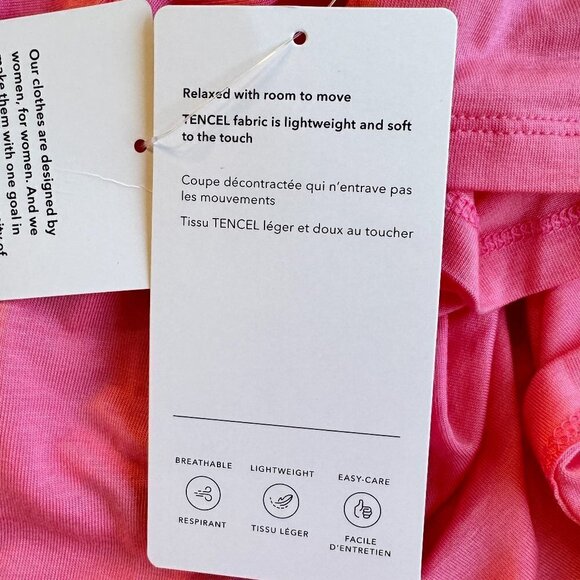 Our clothes are designed by
women, for women. And we
make them with one goal in
Relaxed with room to move
TENCEL fabric is lightweight and soft
to the touch
Coupe décontractée qui n'entrave pas
les mouvements
Tissu TENCEL léger et doux au toucher
BREATHABLE
RESPIRANT
LIGHTWEIGHT
TISSU LÉGER
EASY-CARE
FACILE
D'ENTRETIEN